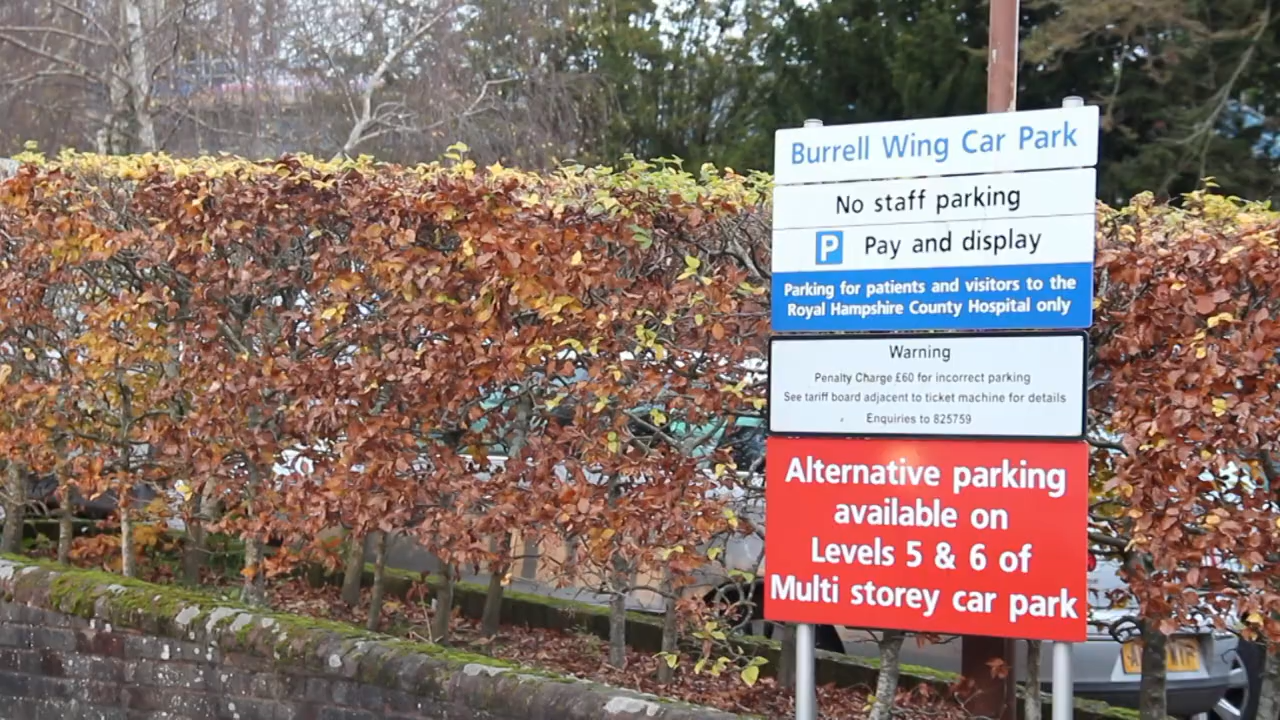 Burrell Wing Car Park
No staff parking
P Pay and display
Parking for patients and visitors to the
Royal Hampshire County Hospital only
Warning
Penalty Charge £60 for incorrect parking
See tariff board adjacent to ticket machine for details
Enquiries to 825759
Alternative parking
available on
Levels 5 & 6 of
Multi storey car park